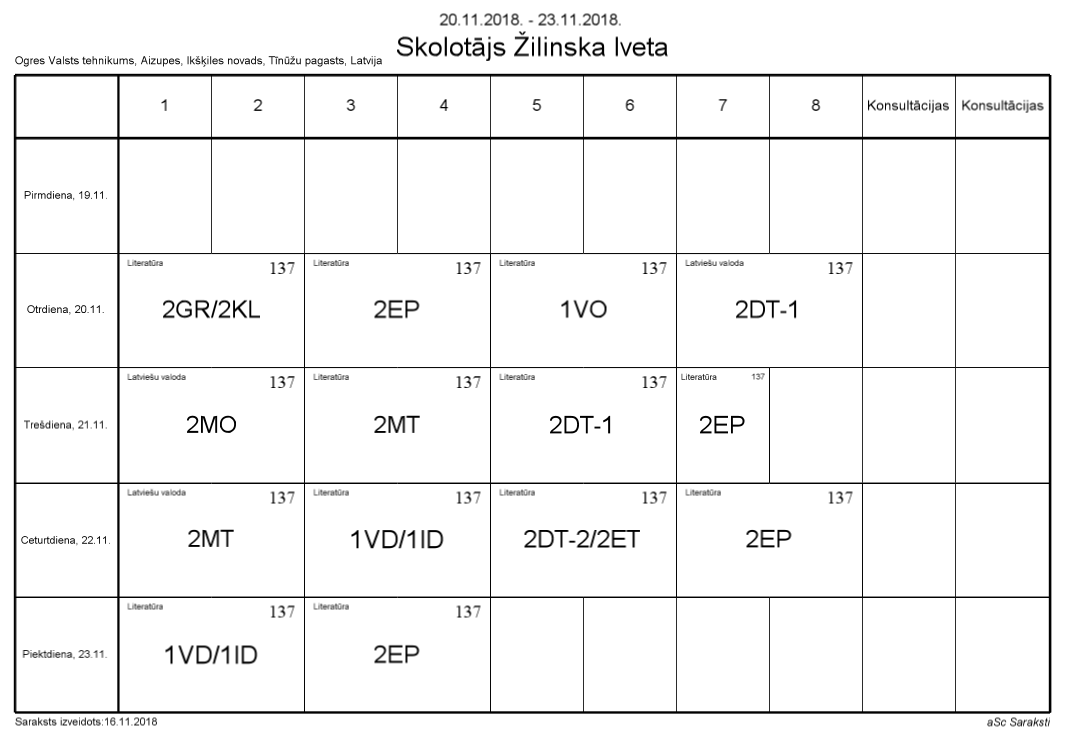 20.11.2018. - 23.11.2018.
Skolotājs Žilinska Iveta
Ogres Valsts tehnikums, Aizupes, Ikšķiles novads, Tīnūžu pagasts, Latvija
1 2 3 4 5 6 7 8 Konsultācijas Konsultācijas
Pirmdiena, 19.11.
Literatūra 137 Literatūra 137 Literatūra 137 Latviešu valoda 137
Otrdiena, 20.11. 2GR/2KL 2EP 1VO 2DT-1
Latviešu valoda 137 Literatūra 137 Literatūra 137 Literatūra 137
Trešdiena, 21.11. 2MO 2MT 2DT-1 2EP
Latviešu valoda 137 Literatūra 137 Literatūra 137 Literatūra 137
Ceturtdiena, 22.11. 2MT 1VD/1ID 2DT-2/2ET 2EP
Literatūra 137 Literatūra 137
Piektdiena, 23.11. 1VD/1ID 2EP
Saraksts izveidots:16.11.2018 aSc Saraksti